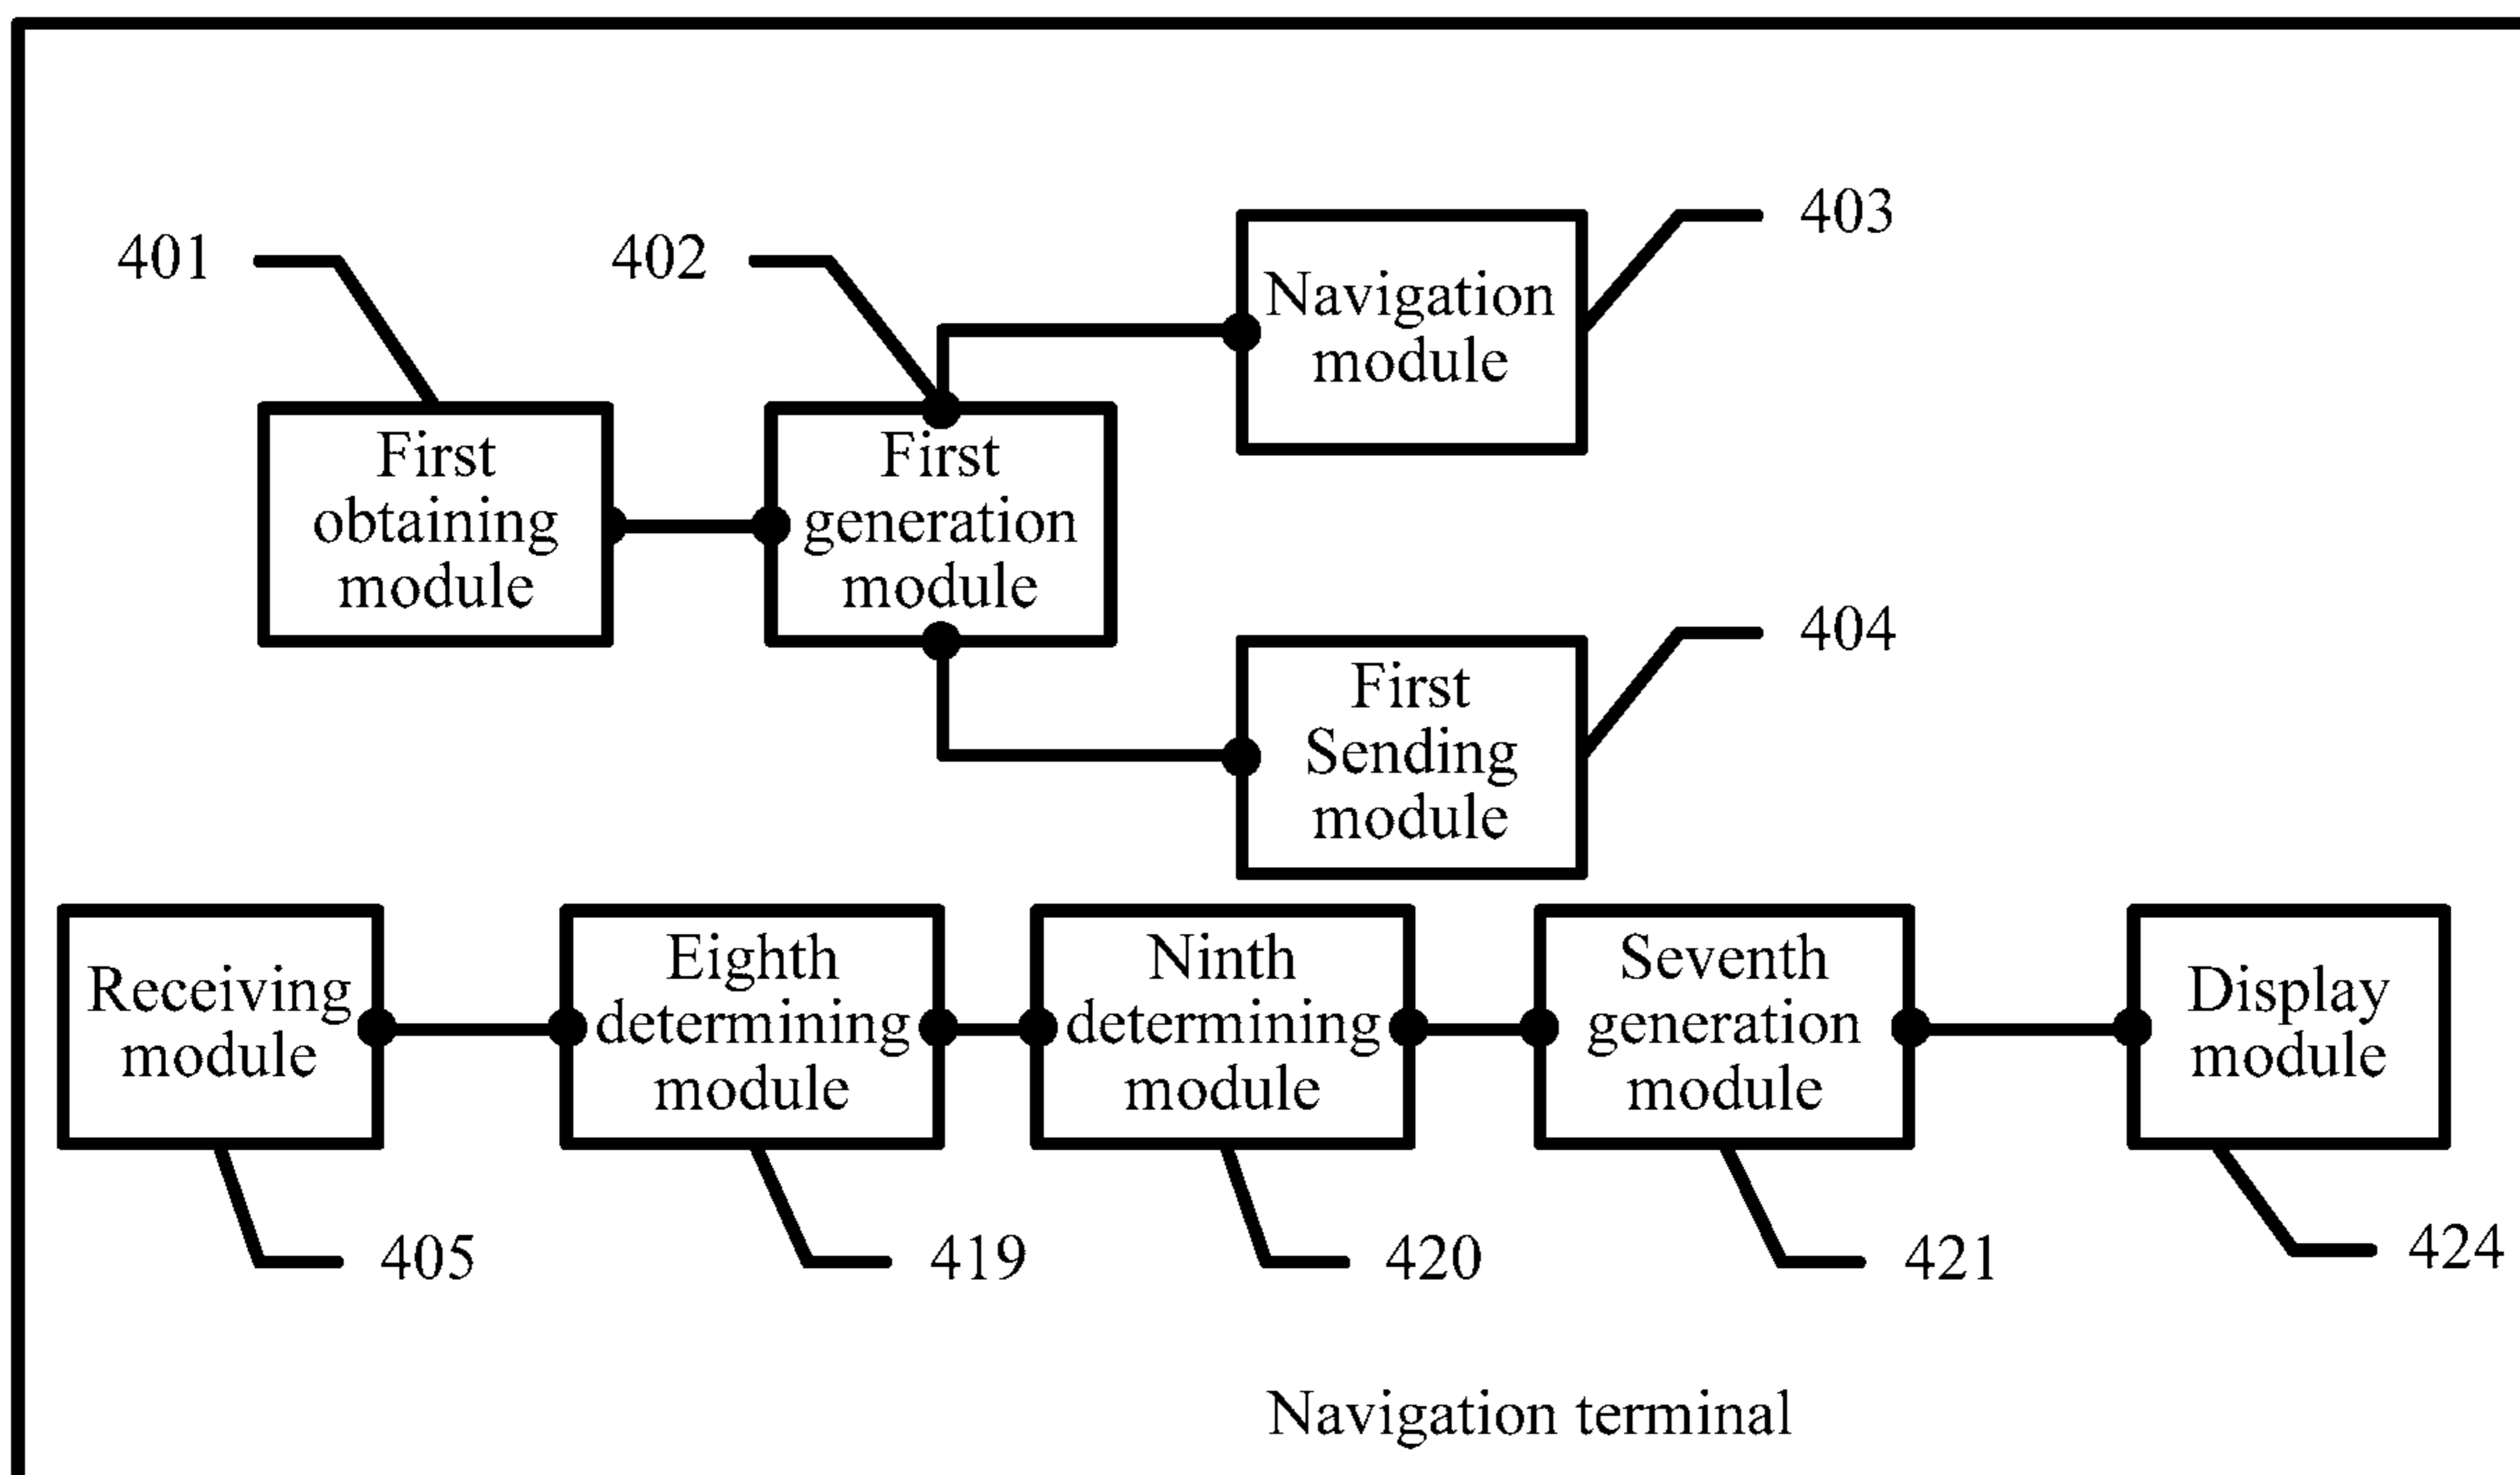 403
401
402
Navigation
module
First
obtaining
module
First
generation
module
404
First
Sending
module
Receiving
module
Eighth
determining
module
Ninth
determining
module
Seventh
generation
module
Display
module
405
419
420
421
424
Navigation terminal